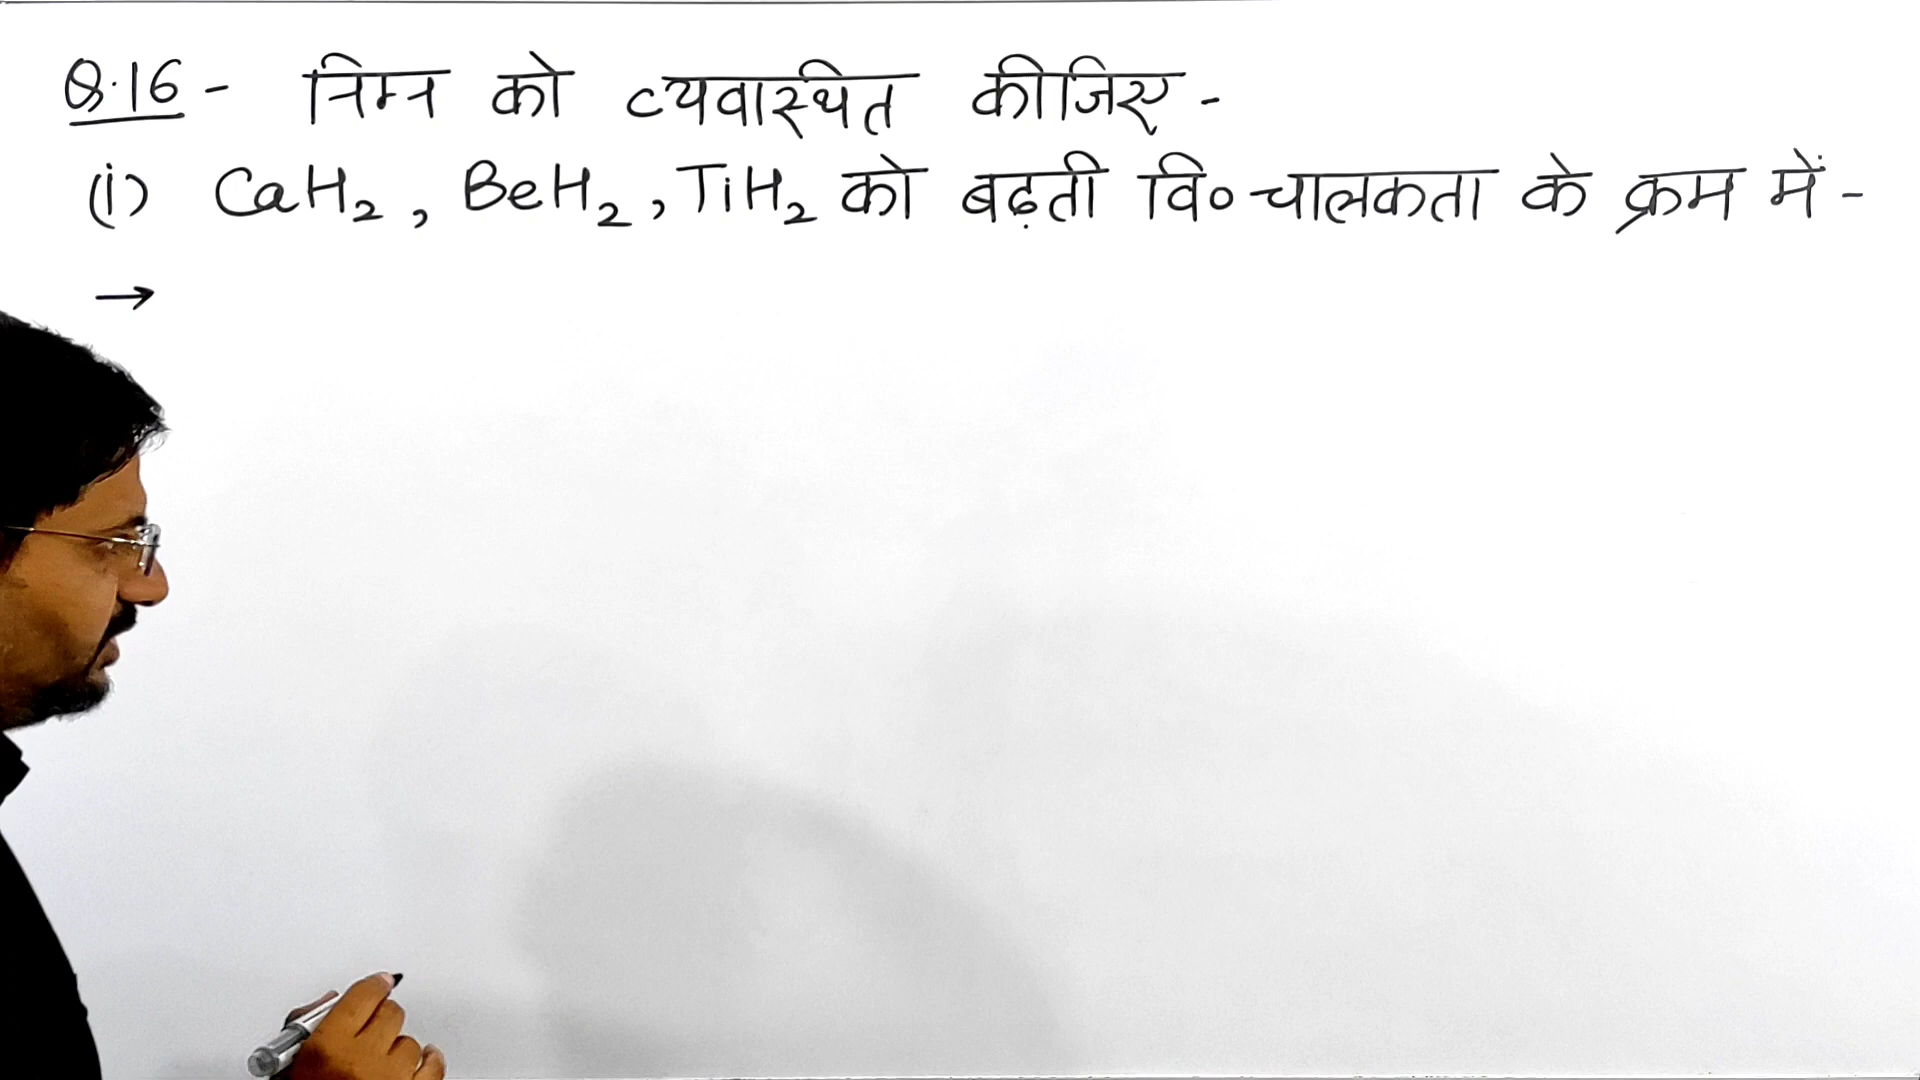 Q.16 - निम्न को व्यवस्थित कीजिए -
(i) CaH₂, BeH₂, TiH₂ को बढ़ती वि० चालकता के क्रम में -
→